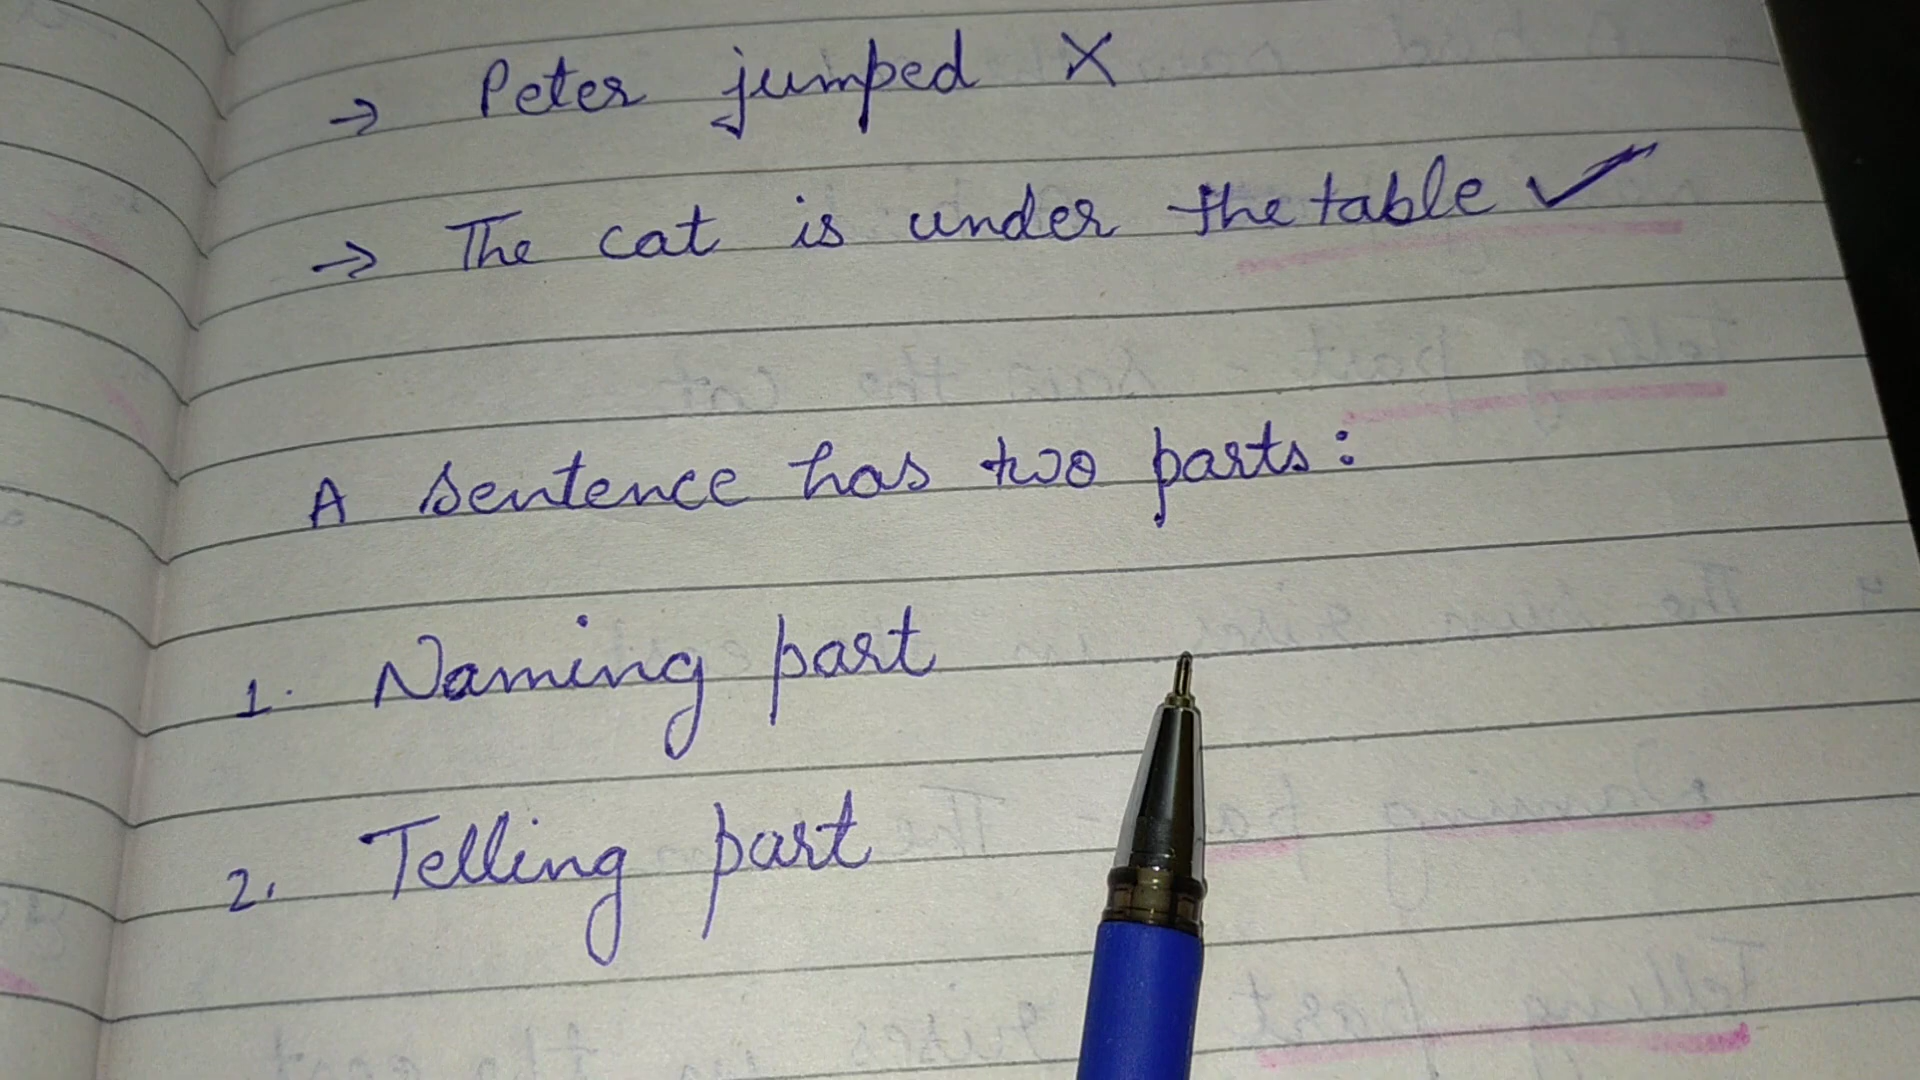 → Peter jumped ×
→ The cat is under the table ✓
A sentence has two parts:
1. Naming part
2. Telling part